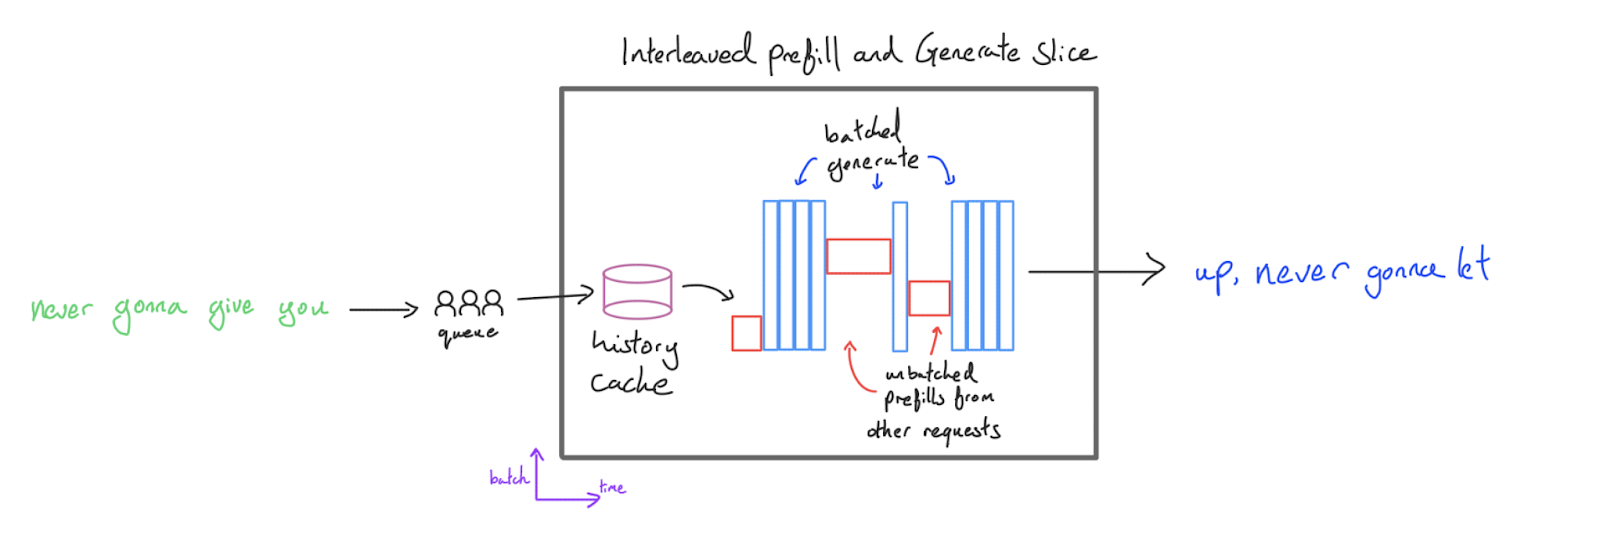 Interleaved prefill and Generate Slice
batched
generate
never gonna give you
queue
history
cache
unbatched
prefills from
other requests
up, never gonna let
batch
time